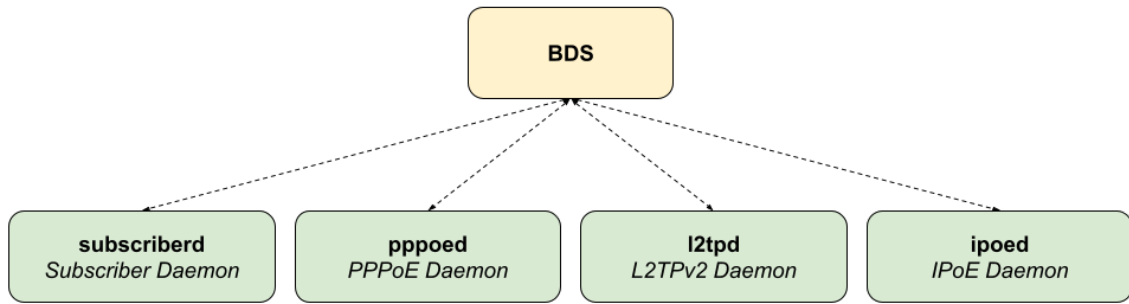 BDS
subscriberd
Subscriber Daemon
pppoed
PPPoE Daemon
l2tpd
L2TPv2 Daemon
ipoed
IPoE Daemon